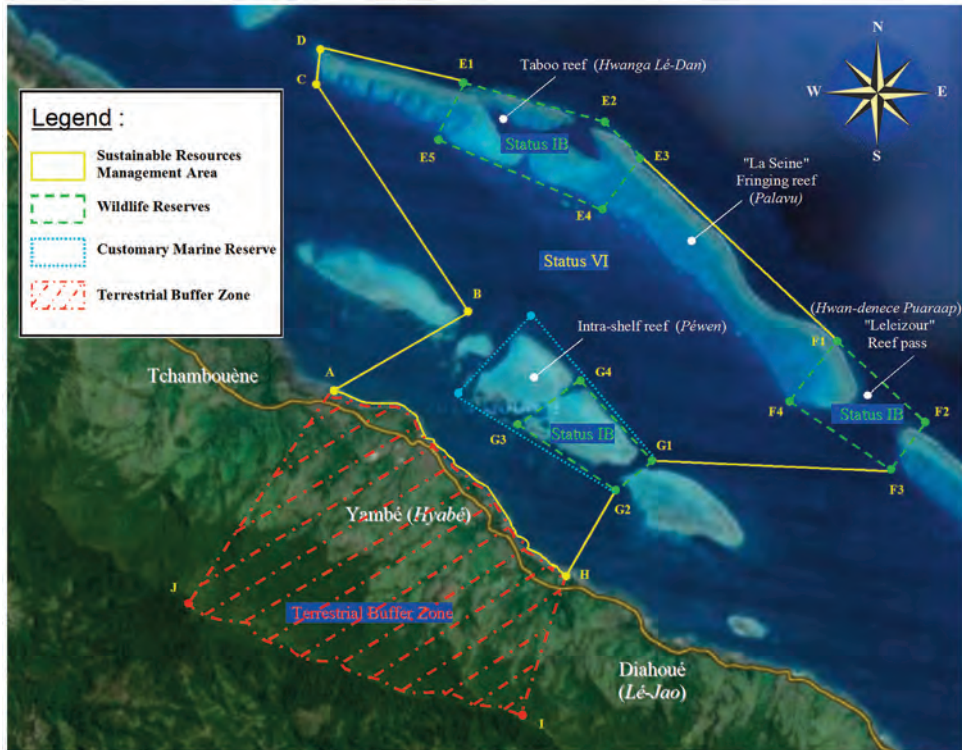 N
W
E
S
D
C
E1
Taboo reef (Hwanga Lé-Dan)
E2
Status IB
E3
E5
E4
"La Seine"
Fringing reef
(Palavu)
Legend :
Sustainable Resources
Management Area
Wildlife Reserves
Customary Marine Reserve
Terrestrial Buffer Zone
Status VI
B
(Hwan-denece Puaraap)
"Leleizour"
Reef pass
Intra-shelf reef (Péwen)
F1
Tchambouène
A
G4
F4
F2
Status IB
G3
Status IB
G1
F3
G2
Yambé (Hyabé)
H
J
Terrestrial Buffer Zone
Diahoué
(Lé-Jao)
I